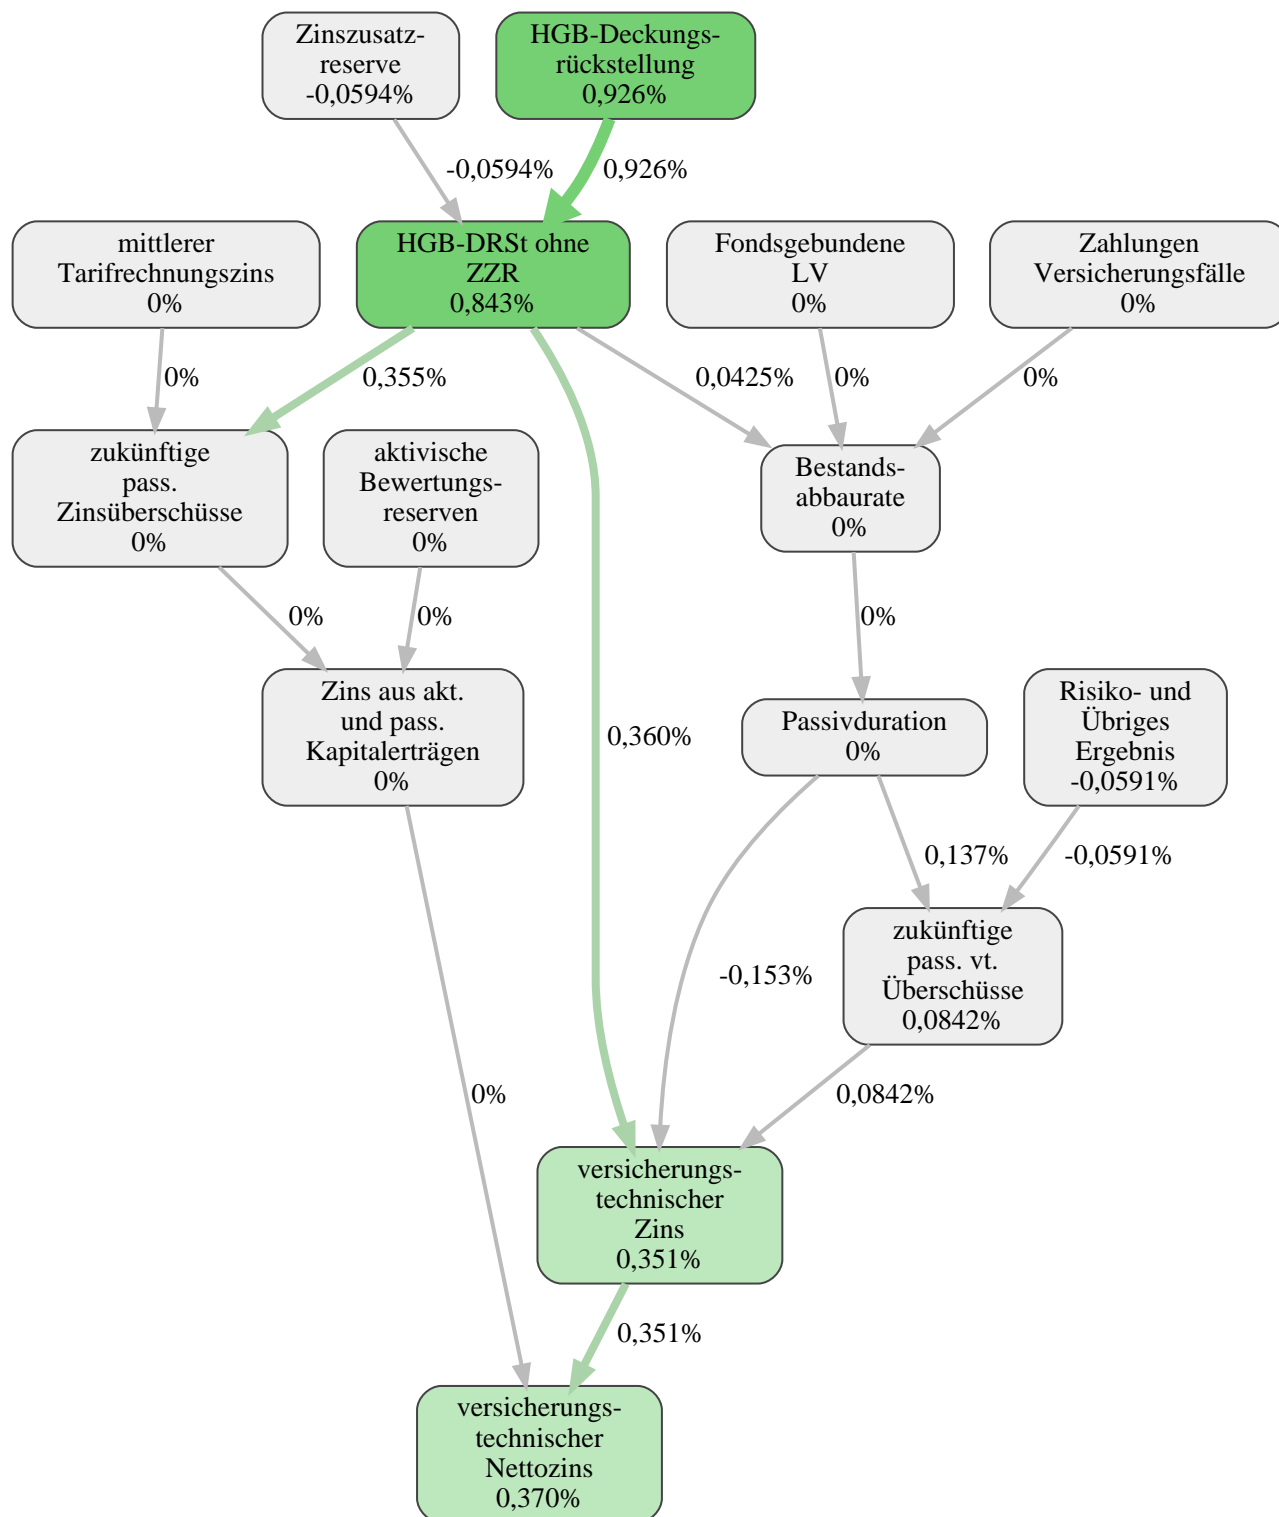 Zinszusatz-
reserve
-0,0594%
HGB-Deckungs-
rückstellung
0,926%
-0,0594%
0,926%
mittlerer
Tarifrechnungszins
0%
HGB-DRSt ohne
ZZR
0,843%
Fondsgebundene
LV
0%
Zahlungen
Versicherungsfälle
0%
0%
0,355%
0,0425%
0%
0%
zukünftige
pass.
Zinsüberschüsse
0%
aktivische
Bewertungs-
reserven
0%
Bestands-
abbaurate
0%
0%
0%
0%
Zins aus akt.
und pass.
Kapitalerträgen
0%
0,360%
Passivduration
0%
Risiko- und
Übriges
Ergebnis
-0,0591%
0,137%
-0,0591%
-0,153%
zukünftige
pass. vt.
Überschüsse
0,0842%
0%
0,0842%
versicherungs-
technischer
Zins
0,351%
0,351%
versicherungs-
technischer
Nettozins
0,370%